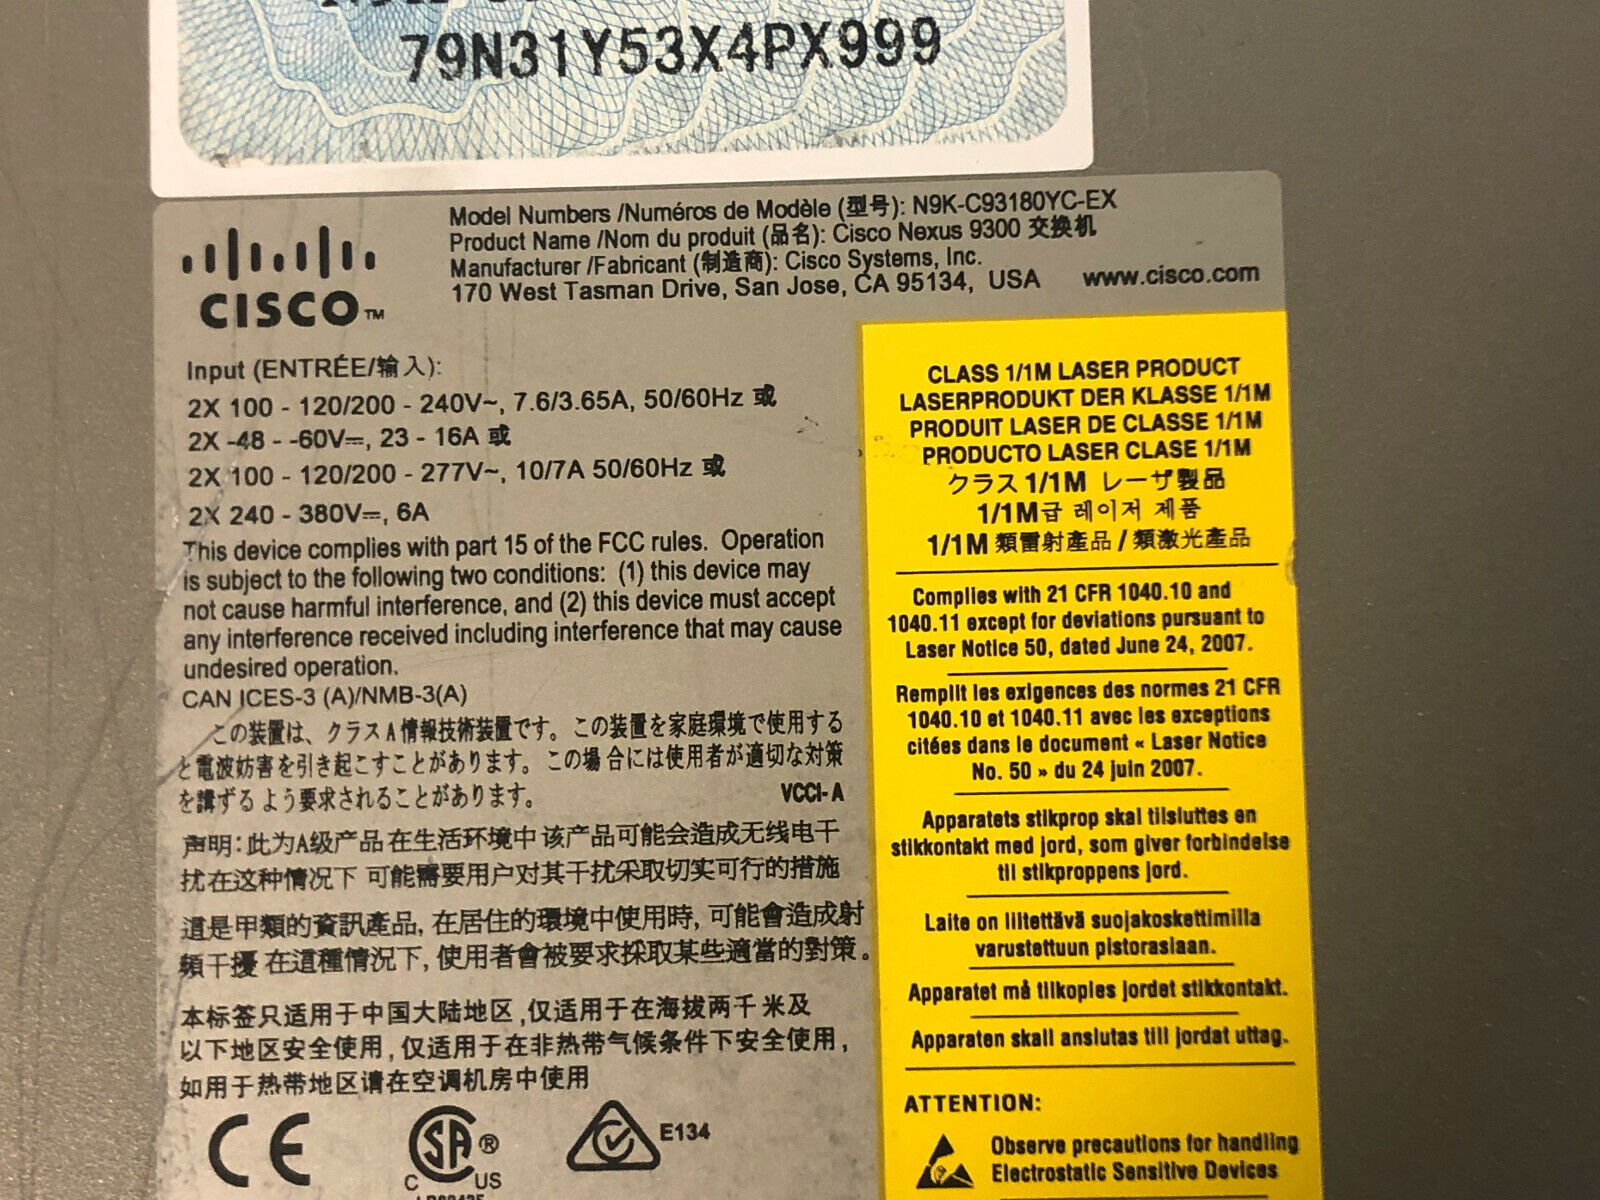 79N31Y53X4PX999
CISCO™
Model Numbers /Numéros de Modèle (型号): N9K-C93180YC-EX
Product Name /Nom du produit (品名): Cisco Nexus 9300 交换机
Manufacturer /Fabricant (制造商): Cisco Systems, Inc.
170 West Tasman Drive, San Jose, CA 95134, USA www.cisco.com
Input (ENTRÉE/输入):
2X 100 - 120/200 - 240V~, 7.6/3.65A, 50/60Hz 或
2X -48 - -60V⎓, 23 - 16A 或
2X 100 - 120/200 - 277V~, 10/7A 50/60Hz 或
2X 240 - 380V⎓, 6A
This device complies with part 15 of the FCC rules. Operation
is subject to the following two conditions: (1) this device may
not cause harmful interference, and (2) this device must accept
any interference received including interference that may cause
undesired operation.
CAN ICES-3 (A)/NMB-3(A)
この装置は、クラスA情報技術装置です。この装置を家庭環境で使用する
と電波妨害を引き起こすことがあります。この場合には使用者が適切な対策
を講ずるよう要求されることがあります。 VCCI-A
声明:此为A级产品在生活环境中该产品可能会造成无线电干
扰在这种情况下可能需要用户对其干扰采取切实可行的措施
這是甲類的資訊產品,在居住的環境中使用時,可能會造成射
頻干擾在這種情況下,使用者會被要求採取某些適當的對策。
本标签只适用于中国大陆地区,仅适用于在海拔两千米及
以下地区安全使用,仅适用于在非热带气候条件下安全使用,
如用于热带地区请在空调机房中使用
CE
C SA ® US
E134
CLASS 1/1M LASER PRODUCT
LASERPRODUKT DER KLASSE 1/1M
PRODUIT LASER DE CLASSE 1/1M
PRODUCTO LASER CLASE 1/1M
クラス 1/1M レーザ製品
1/1M급 레이저 제품
1/1M 類雷射產品 / 類激光產品
Complies with 21 CFR 1040.10 and
1040.11 except for deviations pursuant to
Laser Notice 50, dated June 24, 2007.
Remplit les exigences des normes 21 CFR
1040.10 et 1040.11 avec les exceptions
citées dans le document « Laser Notice
No. 50 » du 24 juin 2007.
Apparatets stikprop skal tilsluttes en
stikkontakt med jord, som giver forbindelse
til stikproppens jord.
Laite on liitettävä suojakoskettimilla
varustettuun pistorasiaan.
Apparatet må tilkoples jordet stikkontakt.
Apparaten skall anslutas till jordat uttag.
ATTENTION:
Observe precautions for handling
Electrostatic Sensitive Devices